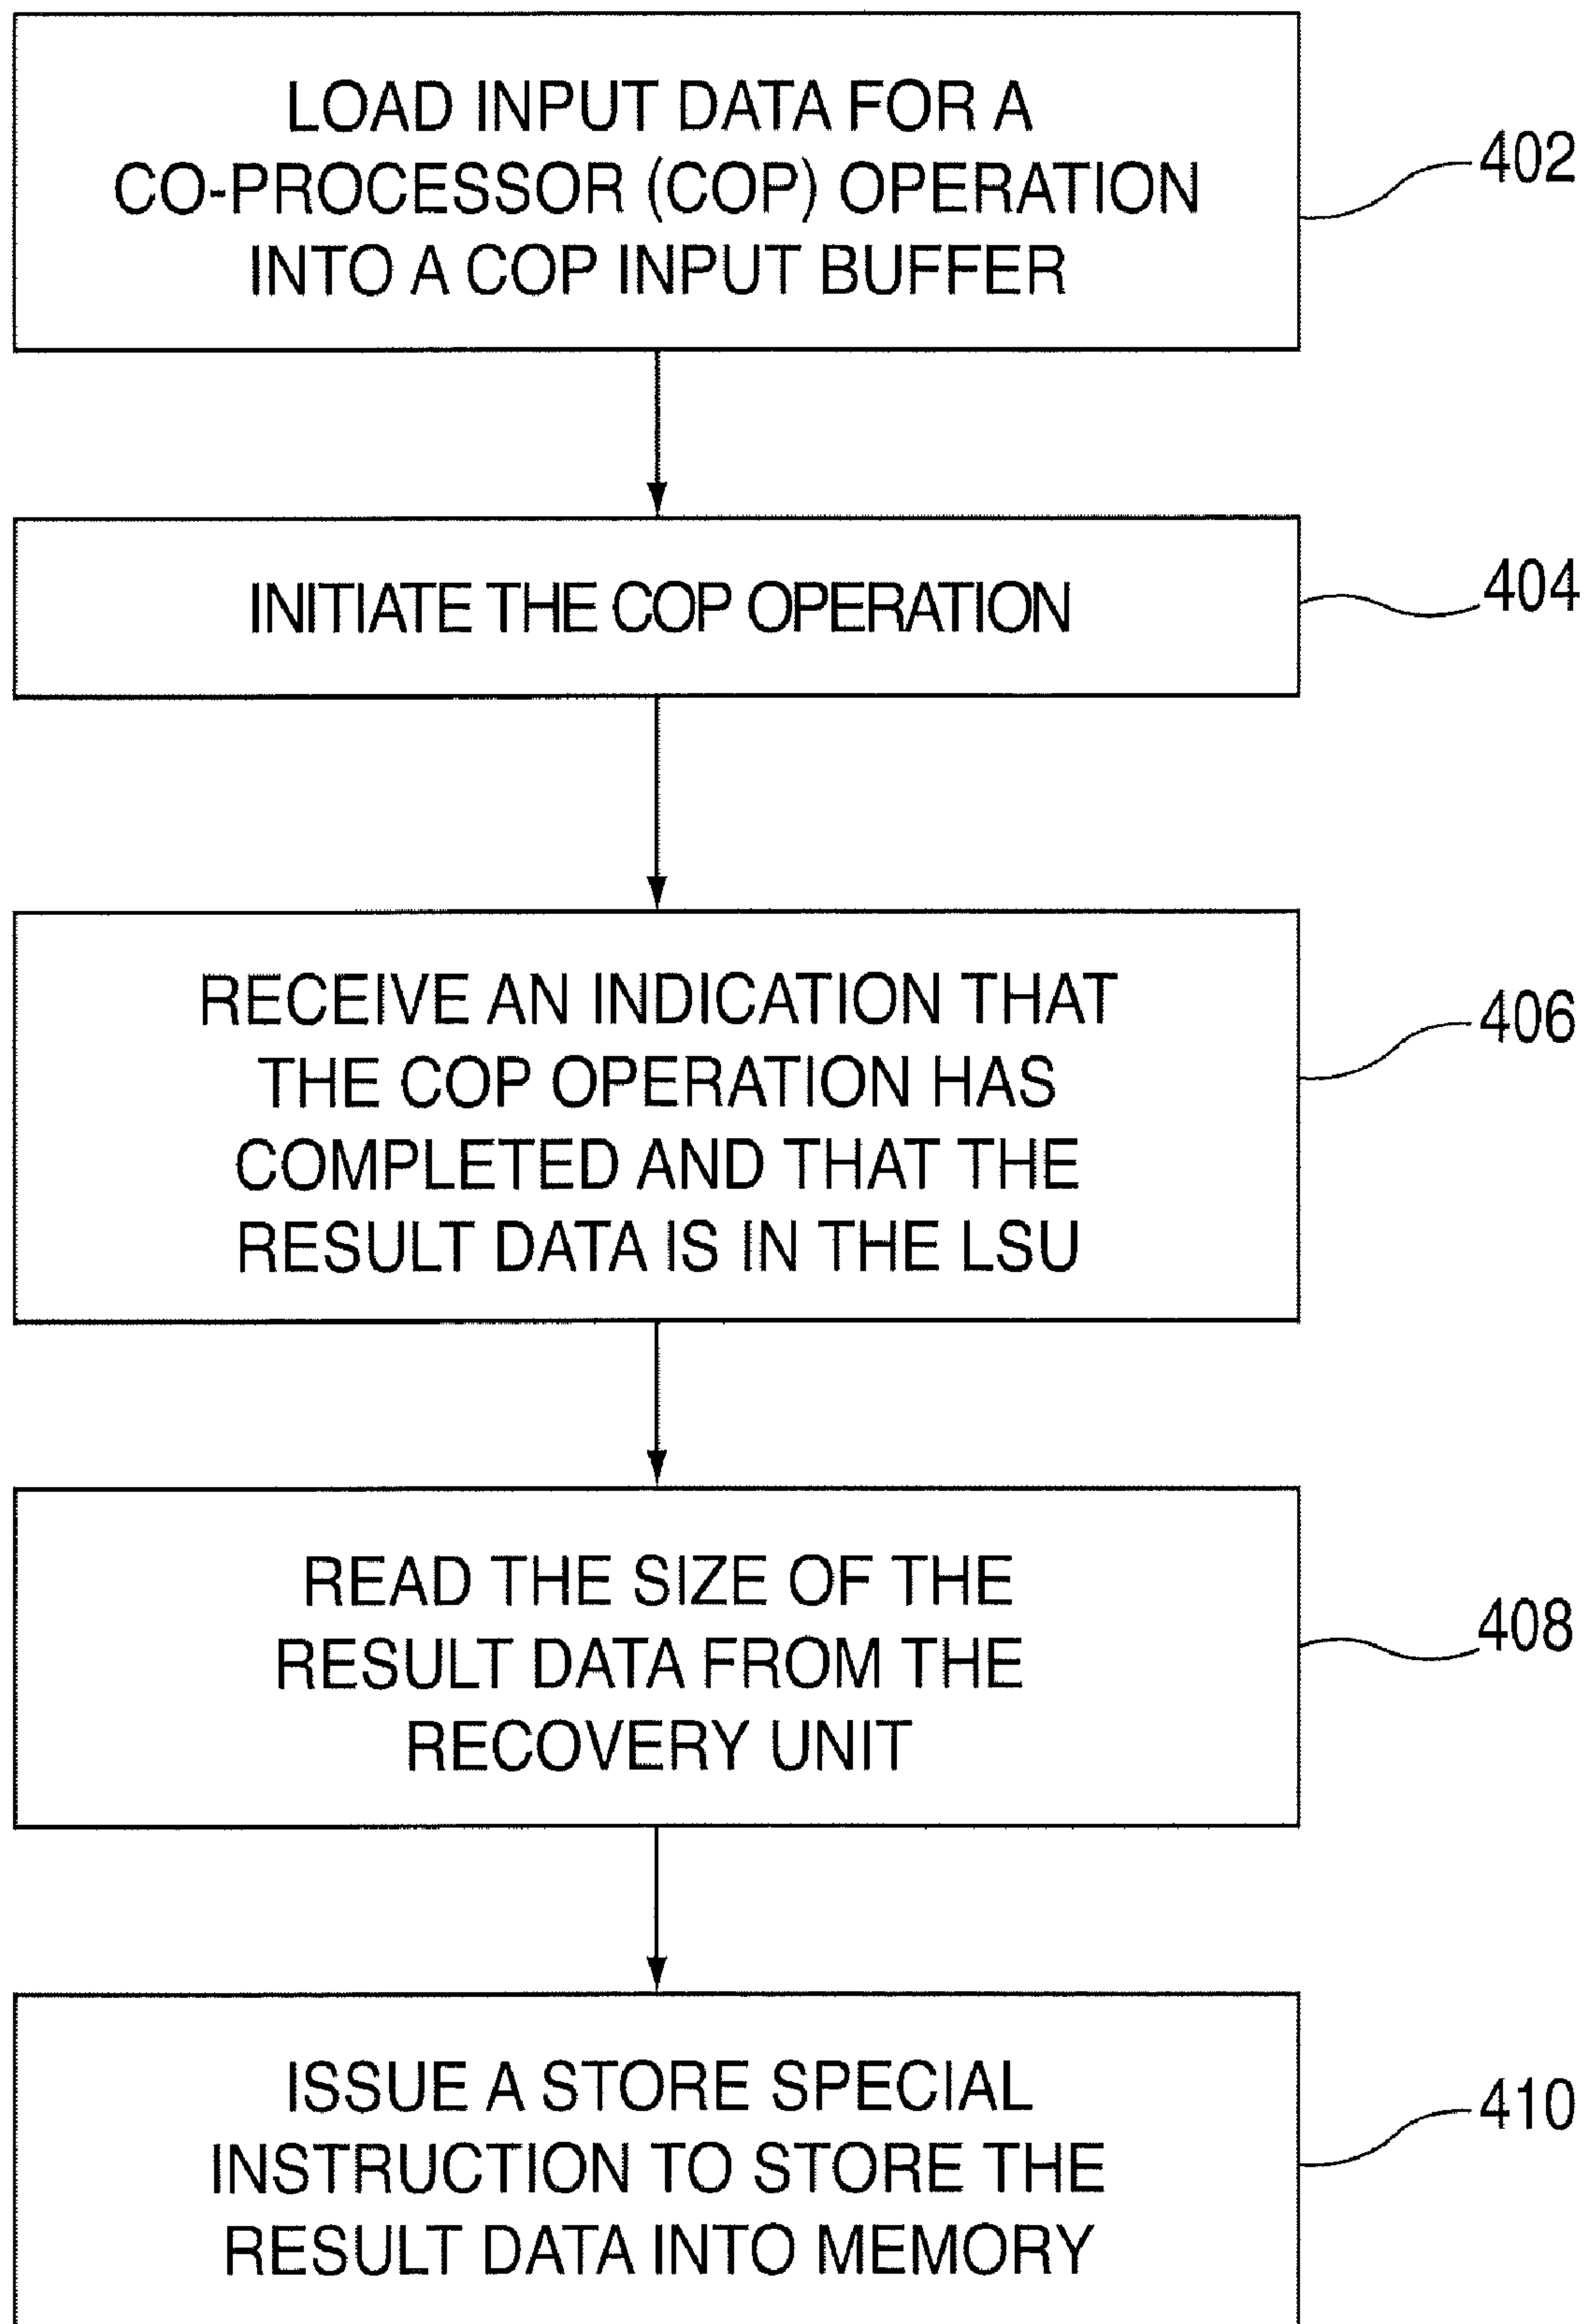 LOAD INPUT DATA FOR A
CO-PROCESSOR (COP) OPERATION
INTO A COP INPUT BUFFER
402
INITIATE THE COP OPERATION
404
RECEIVE AN INDICATION THAT
THE COP OPERATION HAS
COMPLETED AND THAT THE
RESULT DATA IS IN THE LSU
406
READ THE SIZE OF THE
RESULT DATA FROM THE
RECOVERY UNIT
408
ISSUE A STORE SPECIAL
INSTRUCTION TO STORE THE
RESULT DATA INTO MEMORY
410